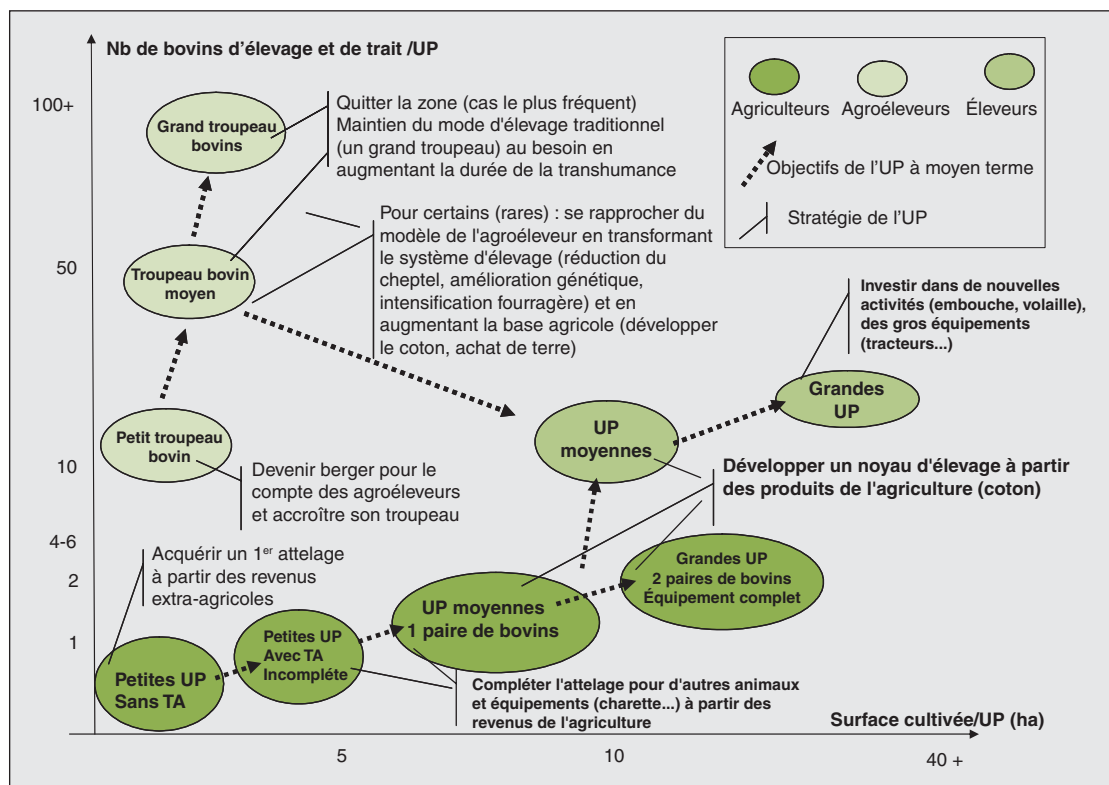 Nb de bovins d'élevage et de trait /UP
100+
50
10
4-6
2
1
Grand troupeau
bovins
Quitter la zone (cas le plus fréquent)
Maintien du mode d'élevage traditionnel
(un grand troupeau) au besoin en
augmentant la durée de la transhumance
Agriculteurs
Agroéleveurs
Éleveurs
Objectifs de l'UP à moyen terme
Stratégie de l'UP
Troupeau bovin
moyen
Pour certains (rares) : se rapprocher du
modèle de l'agroéleveur en transformant
le système d'élevage (réduction du
cheptel, amélioration génétique,
intensification fourragère) et en
augmentant la base agricole (développer
le coton, achat de terre)
Investir dans de nouvelles
activités (embouche, volaille),
des gros équipements
(tracteurs...)
Grandes
UP
UP
moyennes
Petit troupeau
bovin
Devenir berger pour le
compte des agroéleveurs
et accroître son troupeau
Développer un noyau d'élevage à partir
des produits de l'agriculture (coton)
Acquérir un 1er attelage
à partir des revenus
extra-agricoles
Grandes UP
2 paires de bovins
Équipement complet
UP moyennes
1 paire de bovins
Petites UP
Avec TA
Incompléte
Petites UP
Sans TA
Compléter l'attelage pour d'autres animaux
et équipements (charette...) à partir des
revenus de l'agriculture
Surface cultivée/UP (ha)
5
10
40 +